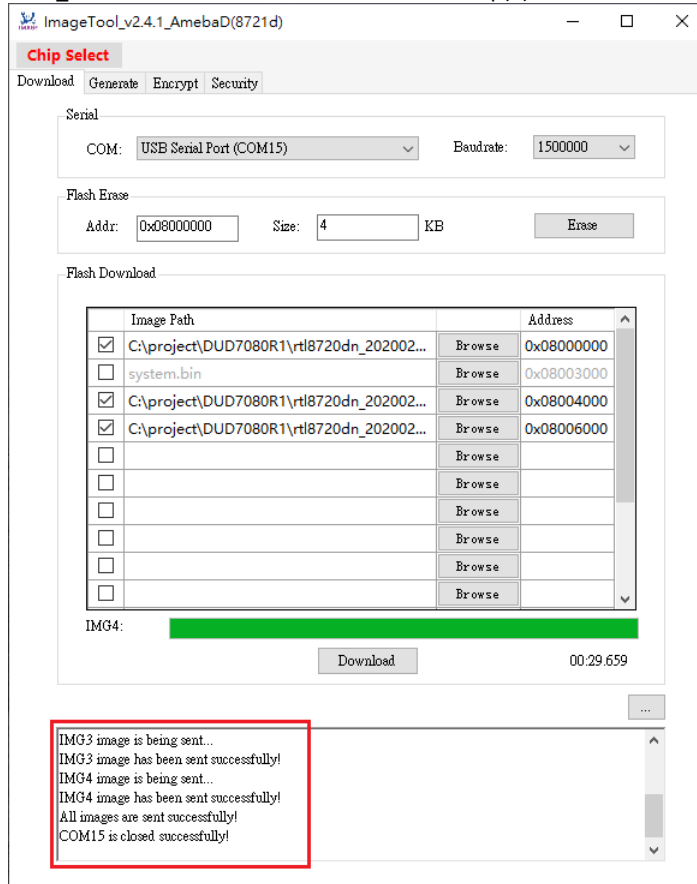 ImageTool_v2.4.1_AmebaD(8721d)
Chip Select
Download Generate Encrypt Security
Serial
COM: USB Serial Port (COM15) Baudrate: 1500000
Flash Erase
Addr: 0x08000000 Size: 4 KB Erase
Flash Download
Image Path Address
C:\project\DUD7080R1\rtl8720dn_202002... Browse 0x08000000
system.bin Browse 0x08003000
C:\project\DUD7080R1\rtl8720dn_202002... Browse 0x08004000
C:\project\DUD7080R1\rtl8720dn_202002... Browse 0x08006000
Browse
Browse
Browse
Browse
Browse
Browse
IMG4:
Download 00:29.659
...
IMG3 image is being sent...
IMG3 image has been sent successfully!
IMG4 image is being sent...
IMG4 image has been sent successfully!
All images are sent successfully!
COM15 is closed successfully!